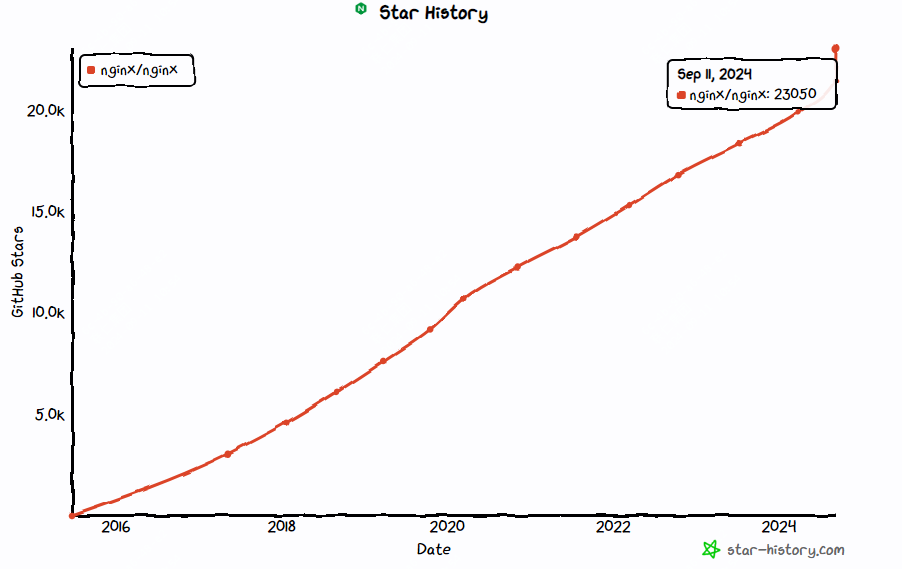 Star History
nginx/nginx
Sep 11, 2024
nginx/nginx: 23050
20.0k
15.0k
10.0k
5.0k
GitHub Stars
2016 2018 2020 2022 2024
Date
star-history.com